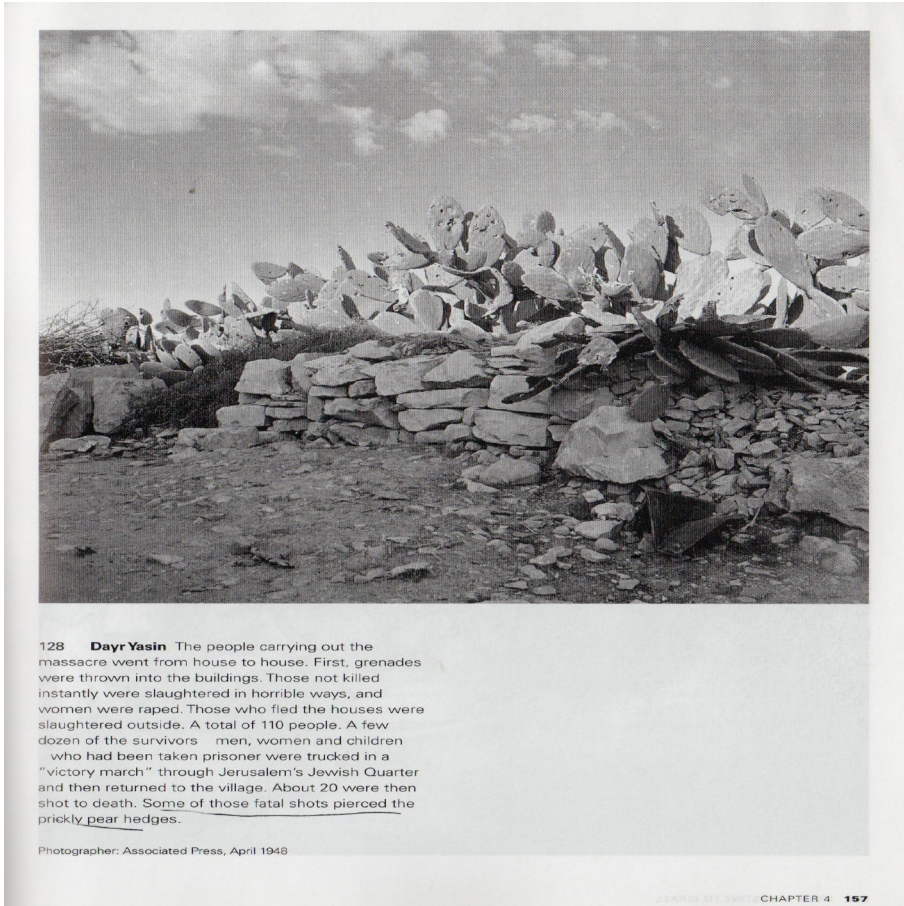 128 Dayr Yasin The people carrying out the
massacre went from house to house. First, grenades
were thrown into the buildings. Those not killed
instantly were slaughtered in horrible ways, and
women were raped. Those who fled the houses were
slaughtered outside. A total of 110 people. A few
dozen of the survivors men, women and children
who had been taken prisoner were trucked in a
"victory march" through Jerusalem's Jewish Quarter
and then returned to the village. About 20 were then
shot to death. Some of those fatal shots pierced the
prickly pear hedges.
Photographer: Associated Press, April 1948
CHAPTER 4 157